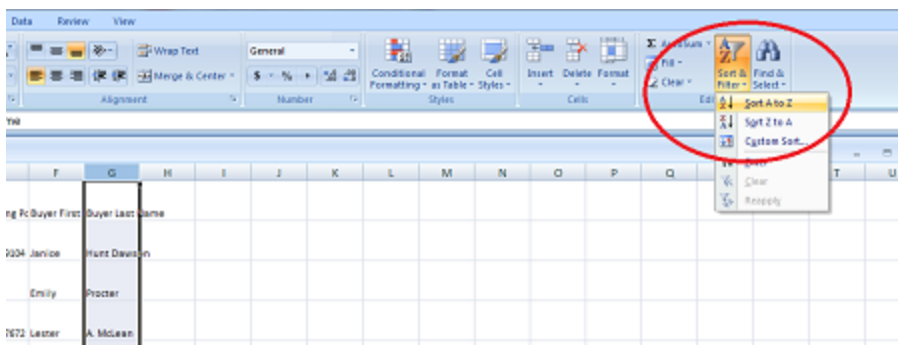 Data Review View
Wrap Text General Σ AutoSum Fill
Merge & Center $ % , Conditional Formatting Format as Table Cell Styles Insert Delete Format Clear Sort & Filter Find & Select
Alignment Number Styles Cells
Sort A to Z
Sort Z to A
Custom Sort...
Clear
Reapply
F G H I J K L M N O P Q T U
Buyer First Buyer Last Name
9104 Janice Hunt Dawson
Emily Procter
7672 Lester A. McLean